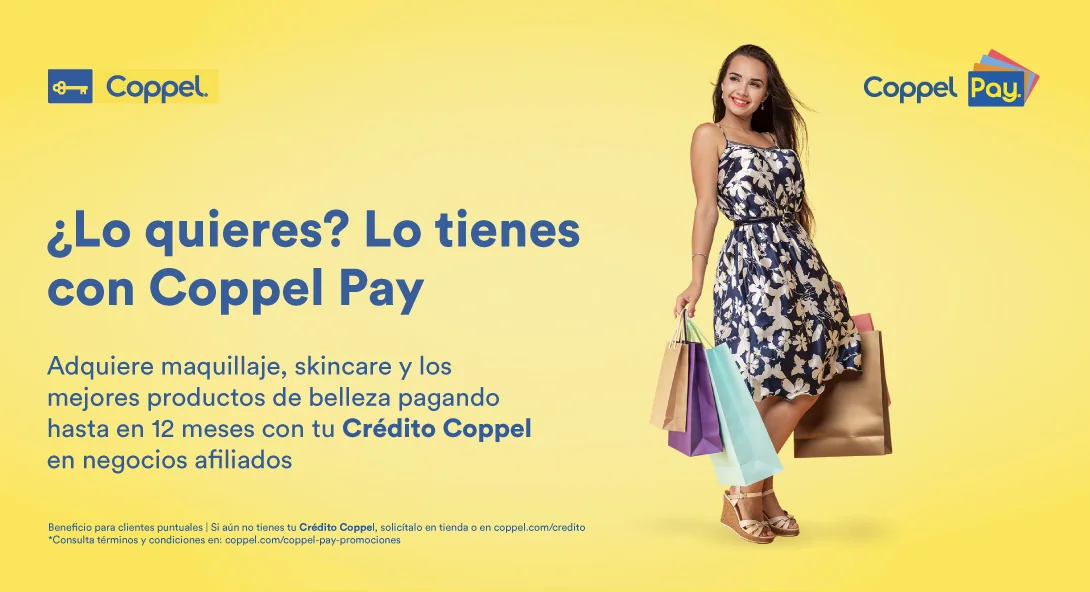 Coppel.
Coppel Pay.
¿Lo quieres? Lo tienes
con Coppel Pay
Adquiere maquillaje, skincare y los
mejores productos de belleza pagando
hasta en 12 meses con tu Crédito Coppel
en negocios afiliados
Beneficio para clientes puntuales | Si aún no tienes tu Crédito Coppel, solicítalo en tienda o en coppel.com/credito
*Consulta términos y condiciones en: coppel.com/coppel-pay-promociones